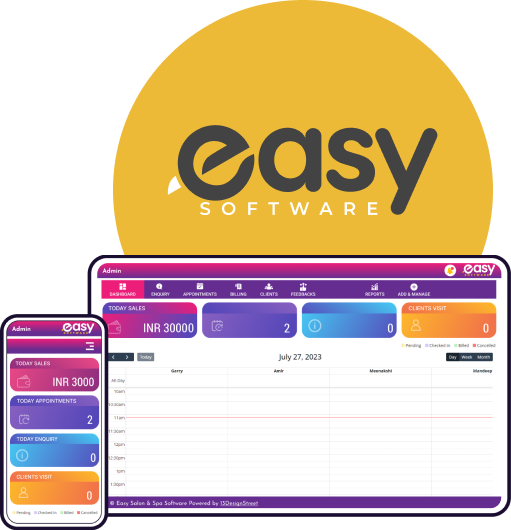 easy
SOFTWARE
Admin
easy
SOFTWARE
DASHBOARD ENQUIRY APPOINTMENTS BILLING CLIENTS FEEDBACKS REPORTS ADD & MANAGE
TODAY SALES
INR 30000
2
0
CLIENTS VISIT
0
Pending Checked In Billed Cancelled
Today
July 27, 2023
Day Week Month
Garry Amir Meenakshi Mandeep
All Day
10am
10:30am
11am
11:30am
12pm
12:30pm
1pm
1:30pm
© Easy Salon & Spa Software Powered by I5DesignStreet
Admin
easy
SOFTWARE
TODAY SALES
INR 3000
TODAY APPOINTMENTS
2
TODAY ENQUIRY
0
CLIENTS VISIT
0
Pending Checked In Billed Cancelled